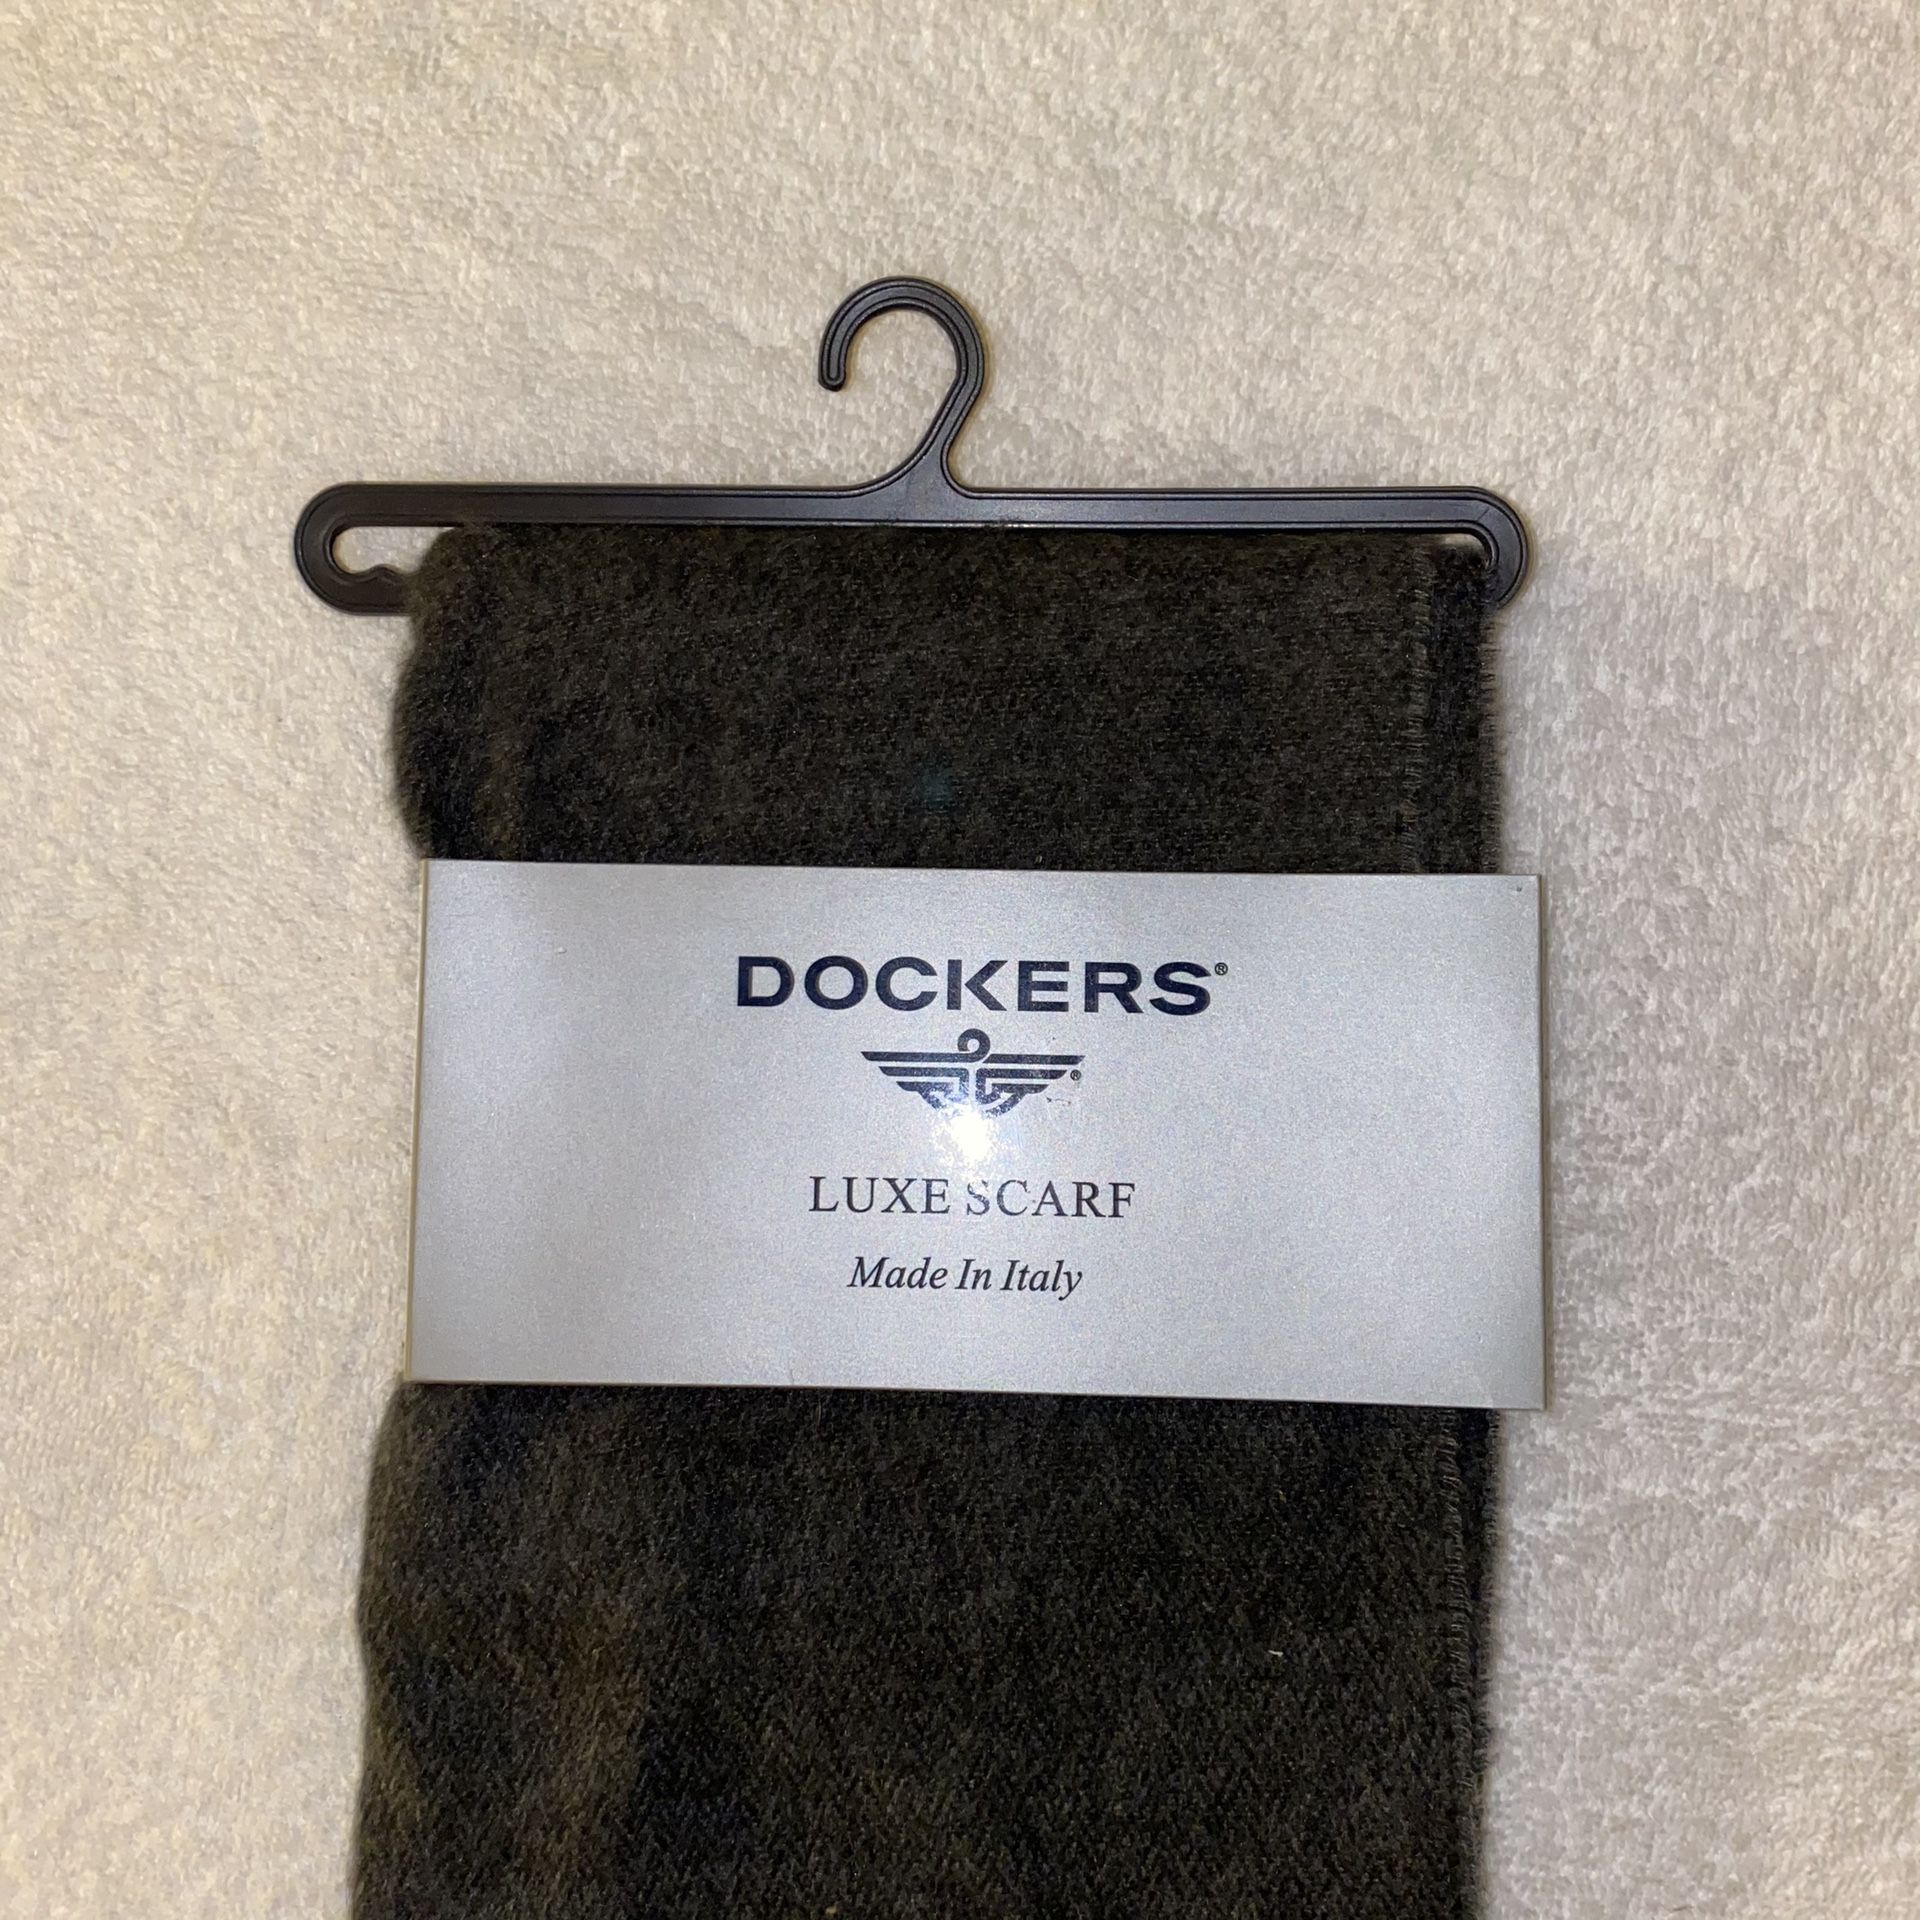 DOCKERS®
®
LUXE SCARF
Made In Italy